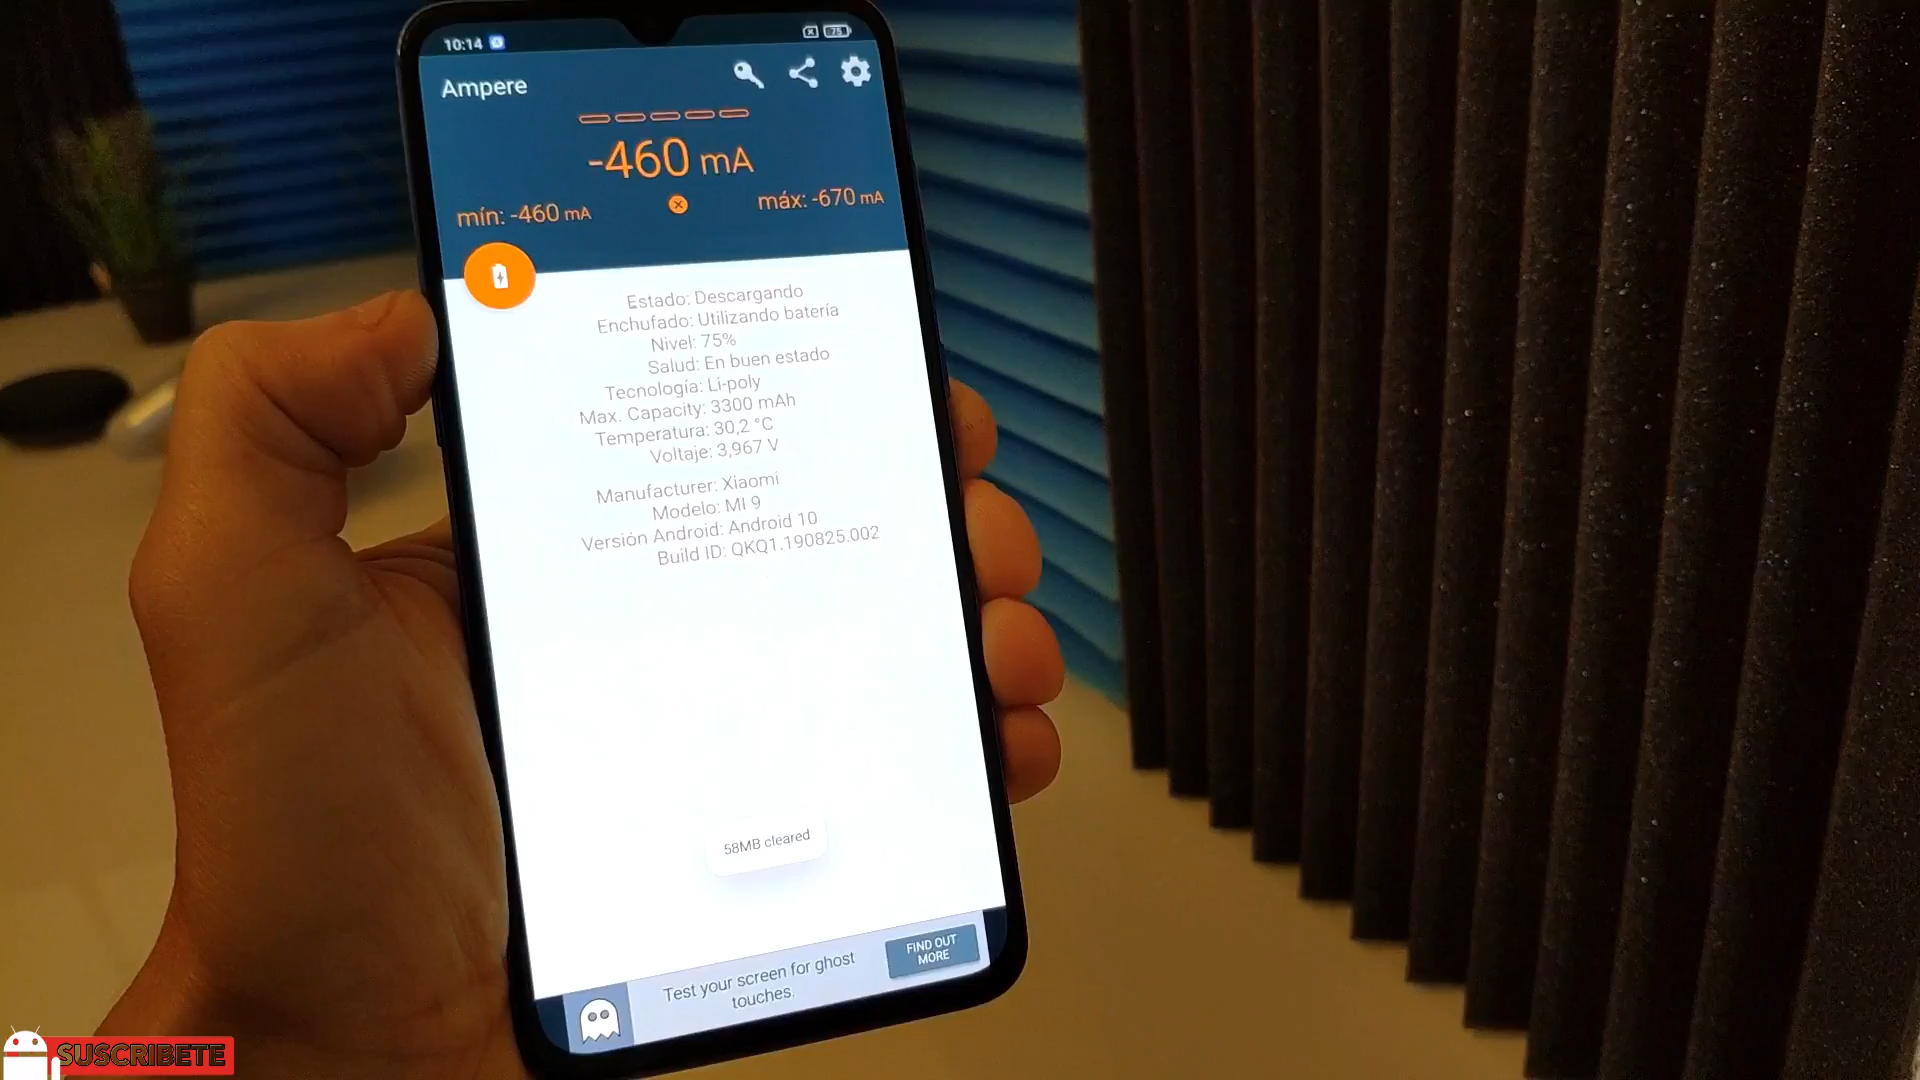 10:14
75
Ampere
-460 mA
mín: -460 mA
máx: -670 mA
Estado: Descargando
Enchufado: Utilizando batería
Nivel: 75%
Salud: En buen estado
Tecnología: Li-poly
Max. Capacity: 3300 mAh
Temperatura: 30,2 °C
Voltaje: 3,967 V
Manufacturer: Xiaomi
Modelo: MI 9
Versión Android: Android 10
Build ID: QKQ1.190825.002
58MB cleared
Test your screen for ghost
touches.
FIND OUT
MORE
SUSCRIBETE